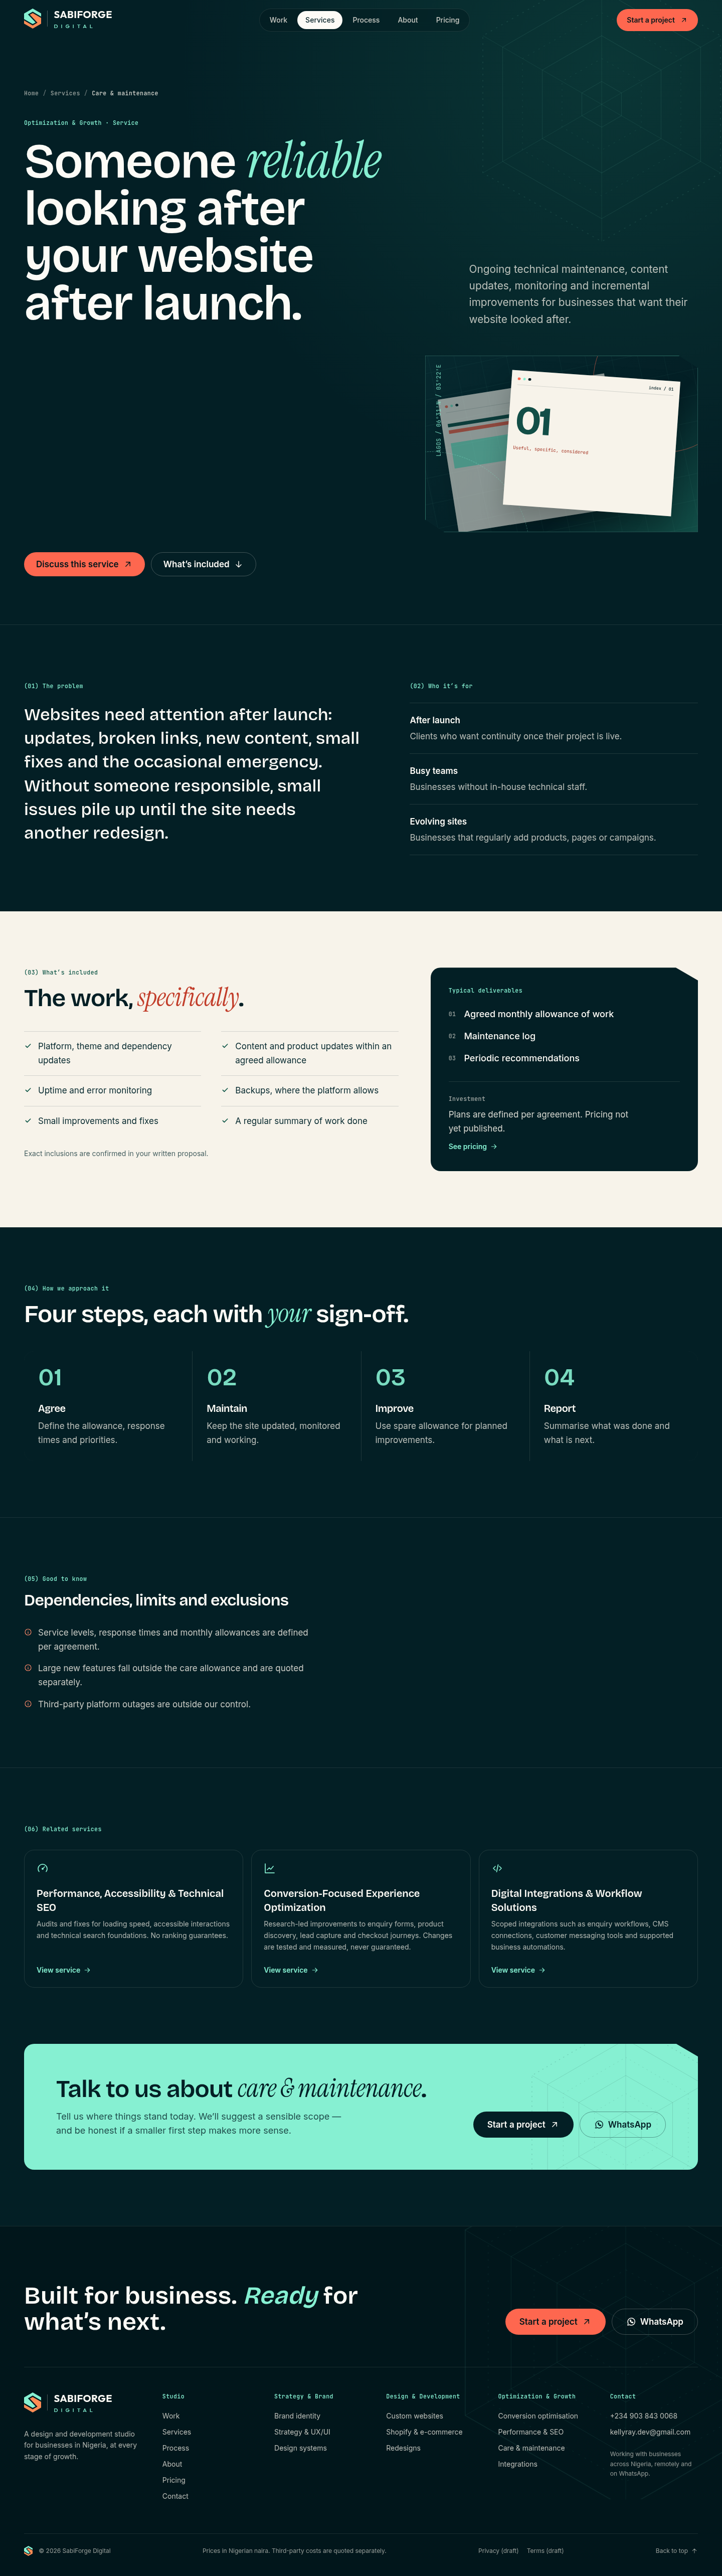 SABIFORGE
DIGITAL
Work
Services
Process
About
Pricing
Start a project
Home / Services / Care & maintenance
Optimization & Growth · Service
Someone reliable
looking after
your website
after launch.
Ongoing technical maintenance, content
updates, monitoring and incremental
improvements for businesses that want their
website looked after.
index / 01
01
Useful, specific, considered
Discuss this service
What's included
(01) The problem
Websites need attention after launch:
updates, broken links, new content, small
fixes and the occasional emergency.
Without someone responsible, small
issues pile up until the site needs
another redesign.
(02) Who it's for
After launch
Clients who want continuity once their project is live.
Busy teams
Businesses without in-house technical staff.
Evolving sites
Businesses that regularly add products, pages or campaigns.
(03) What's included
The work, specifically.
Platform, theme and dependency
updates
Content and product updates within an
agreed allowance
Uptime and error monitoring
Backups, where the platform allows
Small improvements and fixes
A regular summary of work done
Exact inclusions are confirmed in your written proposal.
Typical deliverables
01 Agreed monthly allowance of work
02 Maintenance log
03 Periodic recommendations
Investment
Plans are defined per agreement. Pricing not
yet published.
See pricing
(04) How we approach it
Four steps, each with your sign-off.
01
Agree
Define the allowance, response
times and priorities.
02
Maintain
Keep the site updated, monitored
and working.
03
Improve
Use spare allowance for planned
improvements.
04
Report
Summarise what was done and
what is next.
(05) Good to know
Dependencies, limits and exclusions
Service levels, response times and monthly allowances are defined
per agreement.
Large new features fall outside the care allowance and are quoted
separately.
Third-party platform outages are outside our control.
(06) Related services
Performance, Accessibility & Technical
SEO
Audits and fixes for loading speed, accessible interactions
and technical search foundations. No ranking guarantees.
View service
Conversion-Focused Experience
Optimization
Research-led improvements to enquiry forms, product
discovery, lead capture and checkout journeys. Changes
are tested and measured, never guaranteed.
View service
Digital Integrations & Workflow
Solutions
Scoped integrations such as enquiry workflows, CMS
connections, customer messaging tools and supported
business automations.
View service
Talk to us about care & maintenance.
Tell us where things stand today. We'll suggest a sensible scope —
and be honest if a smaller first step makes more sense.
Start a project
WhatsApp
Built for business. Ready for
what's next.
Start a project
WhatsApp
SABIFORGE
DIGITAL
A design and development studio
for businesses in Nigeria, at every
stage of growth.
Studio
Work
Services
Process
About
Pricing
Contact
Strategy & Brand
Brand identity
Strategy & UX/UI
Design systems
Design & Development
Custom websites
Shopify & e-commerce
Redesigns
Optimization & Growth
Conversion optimisation
Performance & SEO
Care & maintenance
Integrations
Contact
+234 903 843 0068
kellyray.dev@gmail.com
Working with businesses
across Nigeria, remotely and
on WhatsApp.
© 2026 SabiForge Digital
Prices in Nigerian naira. Third-party costs are quoted separately.
Privacy (draft)
Terms (draft)
Back to top